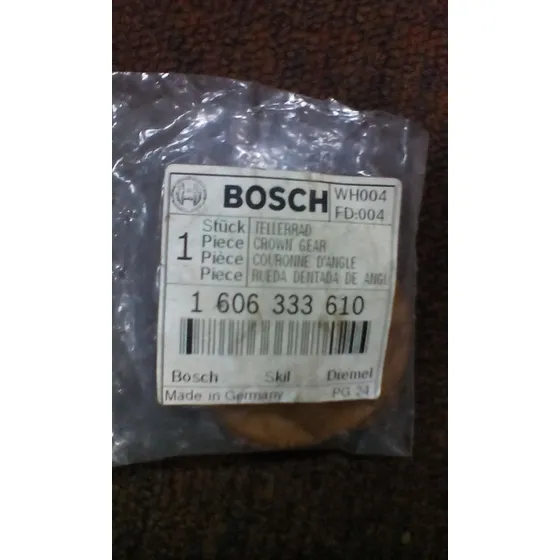 BOSCH
WH004
FD:004
1
Stück TELLERRAD
Piece CROWN GEAR
Pièce COURONNE D'ANGLE
Piece RUEDA DENTADA DE ANGL
1 606 333 610
Bosch Skil Dremel
Made in Germany PG 24